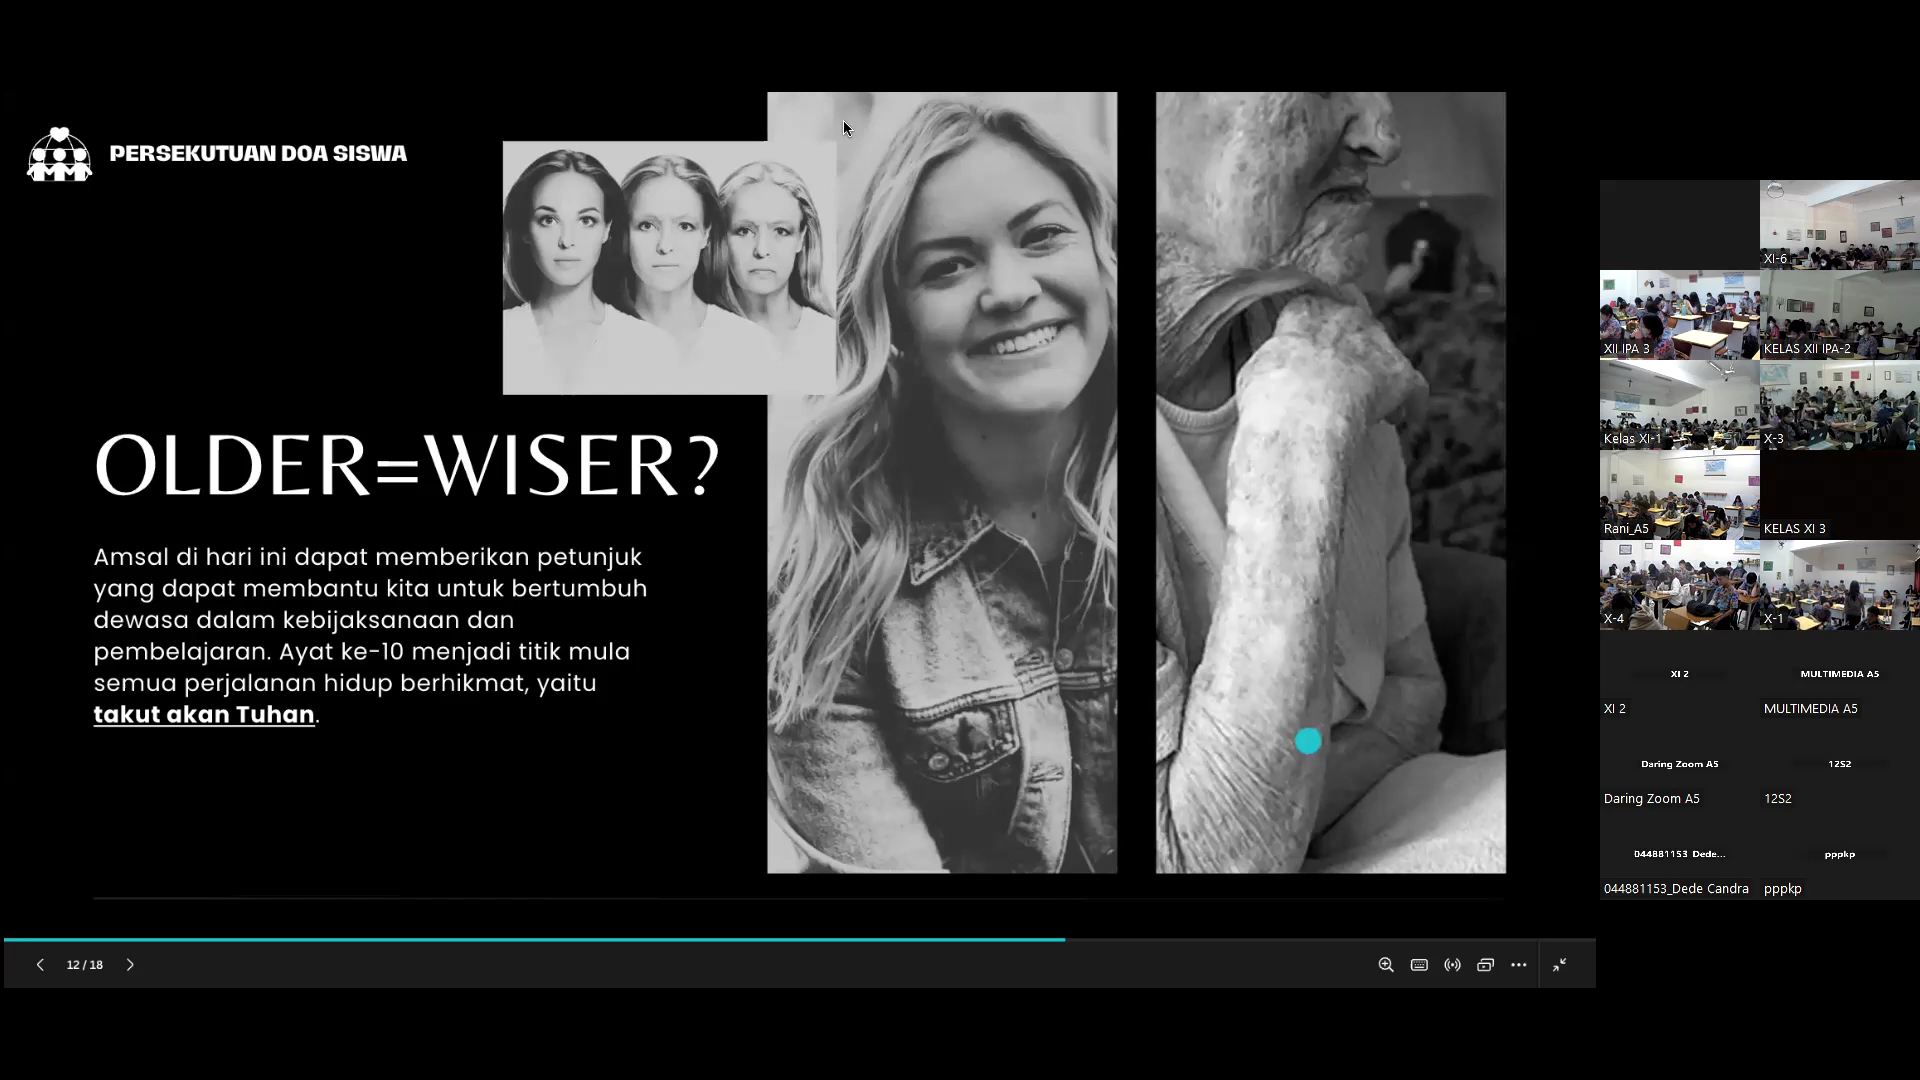 PERSEKUTUAN DOA SISWA
OLDER=WISER?
Amsal di hari ini dapat memberikan petunjuk
yang dapat membantu kita untuk bertumbuh
dewasa dalam kebijaksanaan dan
pembelajaran. Ayat ke-10 menjadi titik mula
semua perjalanan hidup berhikmat, yaitu
takut akan Tuhan.
12 / 18
XI-6
XII IPA 3
KELAS XII IPA-2
Kelas XI-1
X-3
Rani_A5
KELAS XI 3
X-4
X-1
XI 2
MULTIMEDIA A5
XI 2
MULTIMEDIA A5
Daring Zoom A5
12S2
Daring Zoom A5
12S2
044881153_Dede...
pppkp
044881153_Dede Candra
pppkp